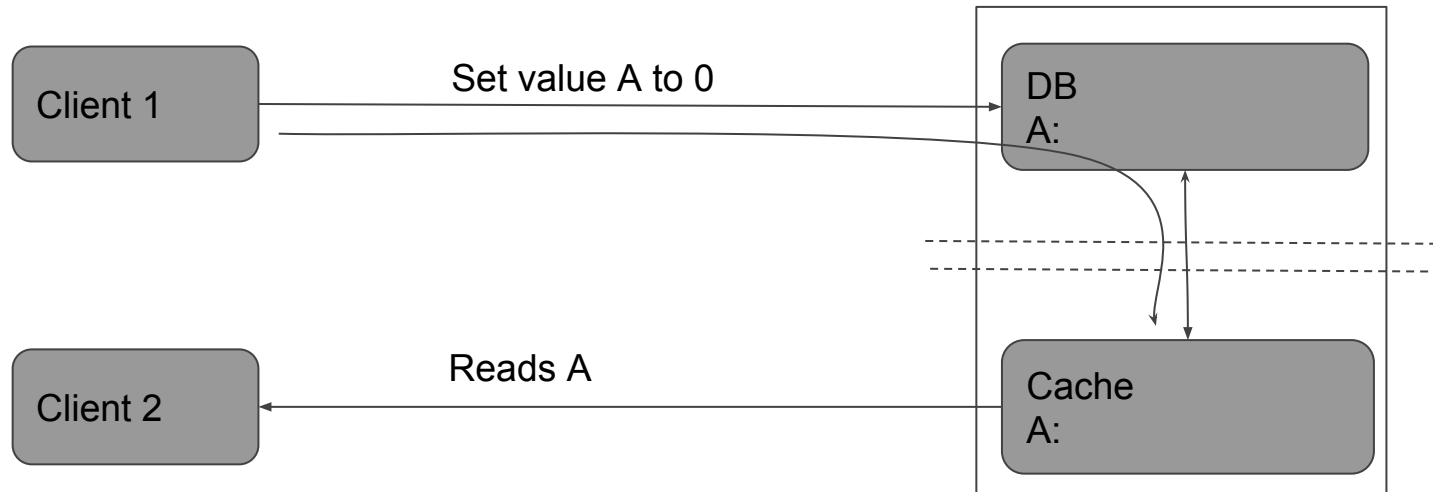 Client 1
Set value A to 0
DB
A:
Client 2
Reads A
Cache
A: